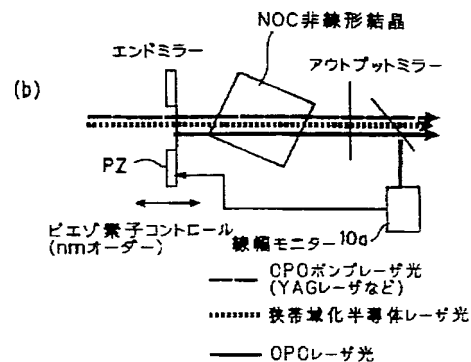 NOC非線形結晶
エンドミラー
アウトプットミラー
(b)
PZ
ピエゾ素子コントロール
(nmオーダー)
線幅モニター 10a
OPOポンプレーザ光
(YAGレーザなど)
狭帯域化半導体レーザ光
OPOレーザ光